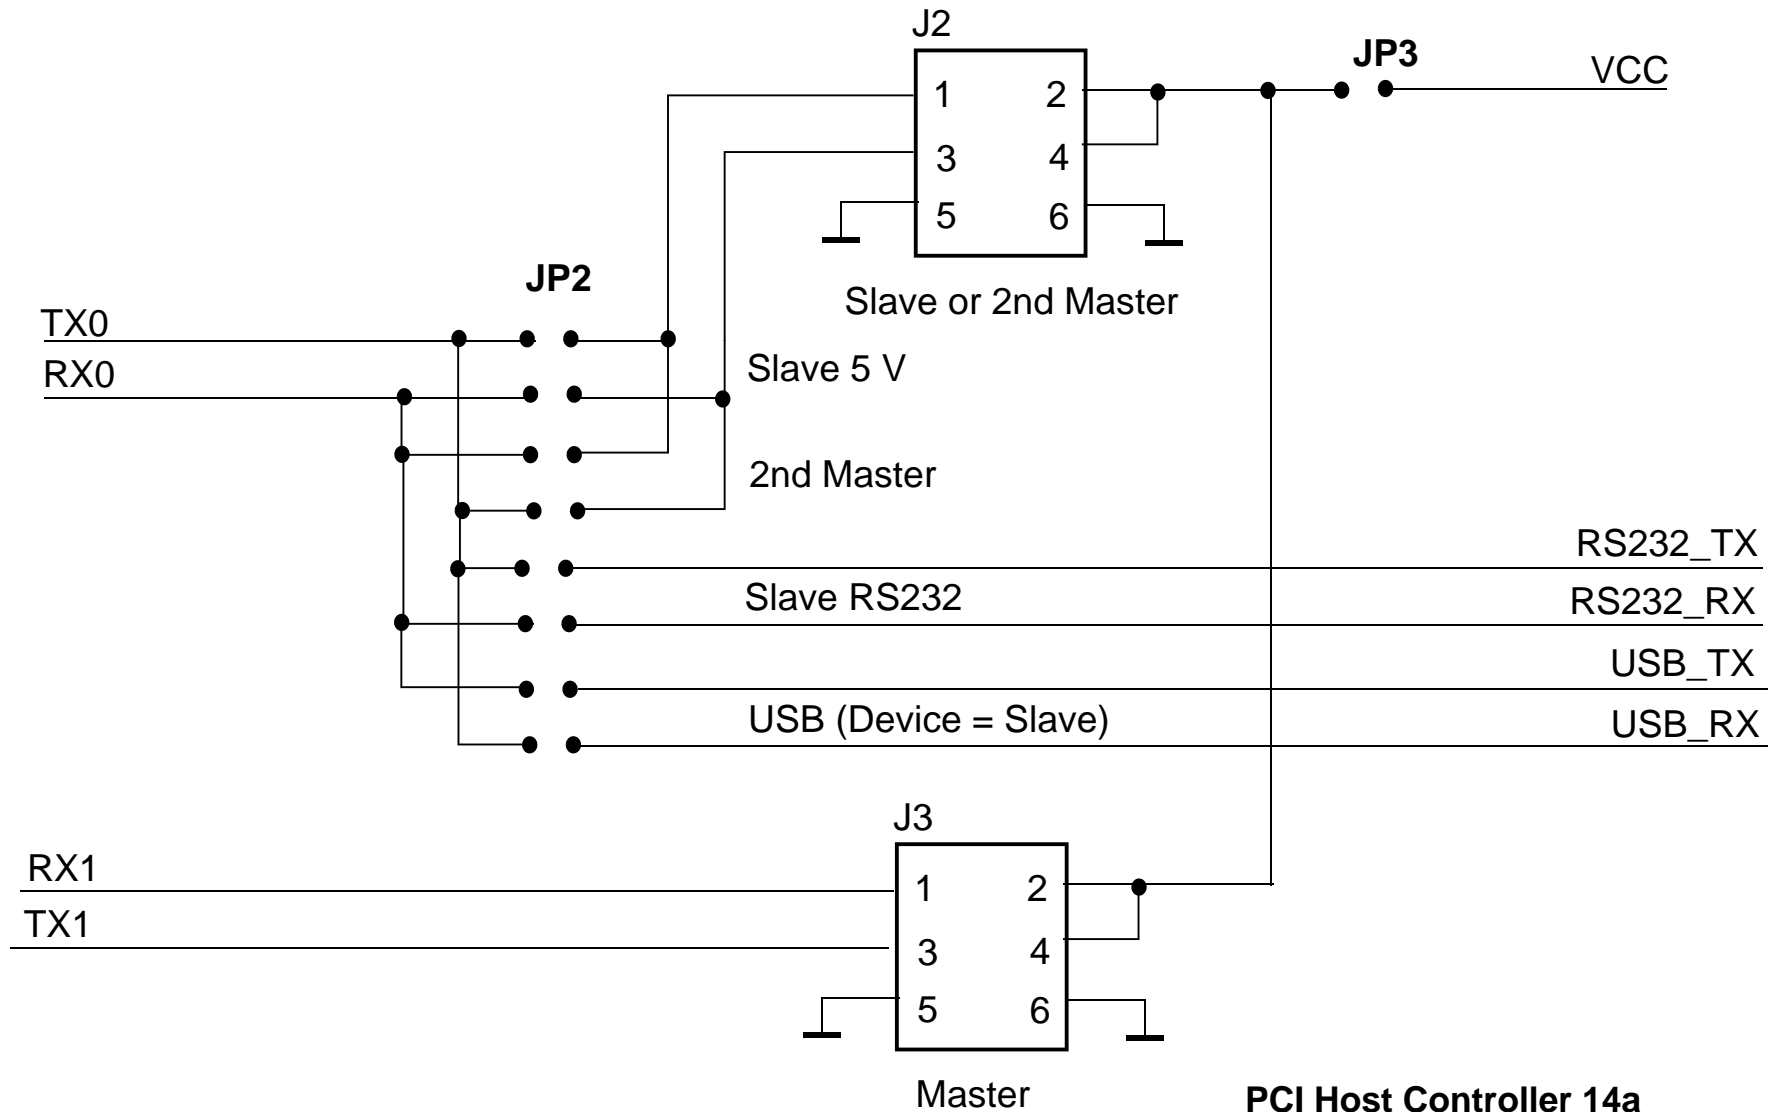 J2
JP3
VCC
1 2
3 4
5 6
JP2
Slave or 2nd Master
TX0
Slave 5 V
RX0
2nd Master
RS232_TX
Slave RS232
RS232_RX
USB_TX
USB (Device = Slave)
USB_RX
J3
RX1
1 2
TX1
3 4
5 6
Master
PCI Host Controller 14a